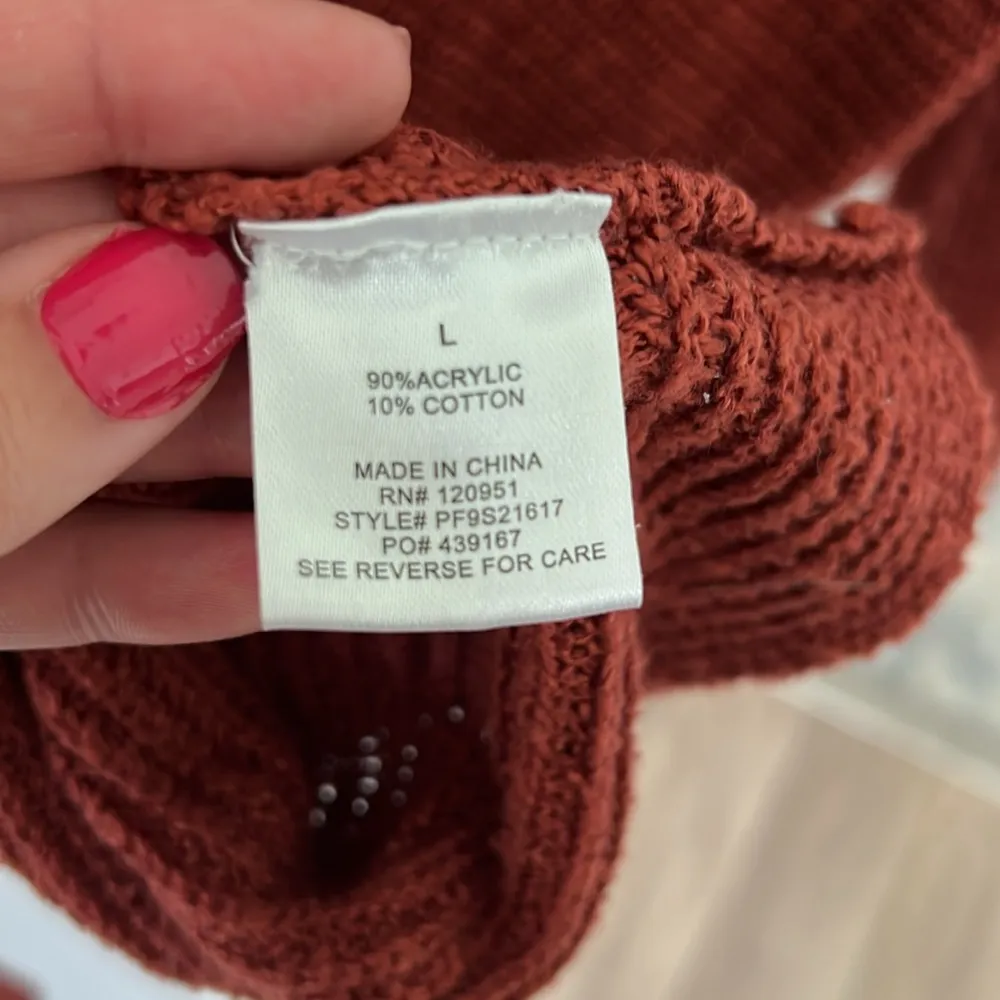 L
90%ACRYLIC
10% COTTON
MADE IN CHINA
RN# 120951
STYLE# PF9S21617
PO# 439167
SEE REVERSE FOR CARE